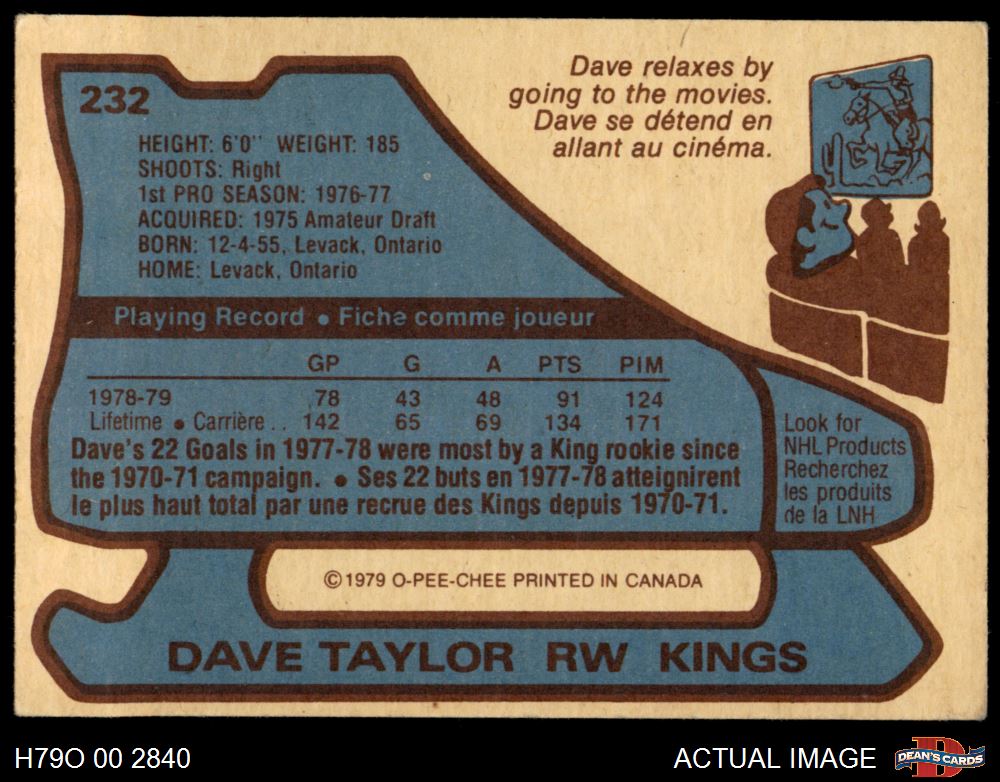 232
HEIGHT: 6'0" WEIGHT: 185
SHOOTS: Right
1st PRO SEASON: 1976-77
ACQUIRED: 1975 Amateur Draft
BORN: 12-4-55, Levack, Ontario
HOME: Levack, Ontario
Dave relaxes by
going to the movies.
Dave se détend en
allant au cinéma.
Playing Record • Fiche comme joueur
GP G A PTS PIM
1978-79 78 43 48 91 124
Lifetime • Carrière .. 142 65 69 134 171
Dave's 22 Goals in 1977-78 were most by a King rookie since
the 1970-71 campaign. • Ses 22 buts en 1977-78 atteignirent
le plus haut total par une recrue des Kings depuis 1970-71.
Look for
NHL Products
Recherchez
les produits
de la LNH
© 1979 O-PEE-CHEE PRINTED IN CANADA
DAVE TAYLOR RW KINGS
H79O 00 2840
ACTUAL IMAGE
D
DEAN'S CARDS